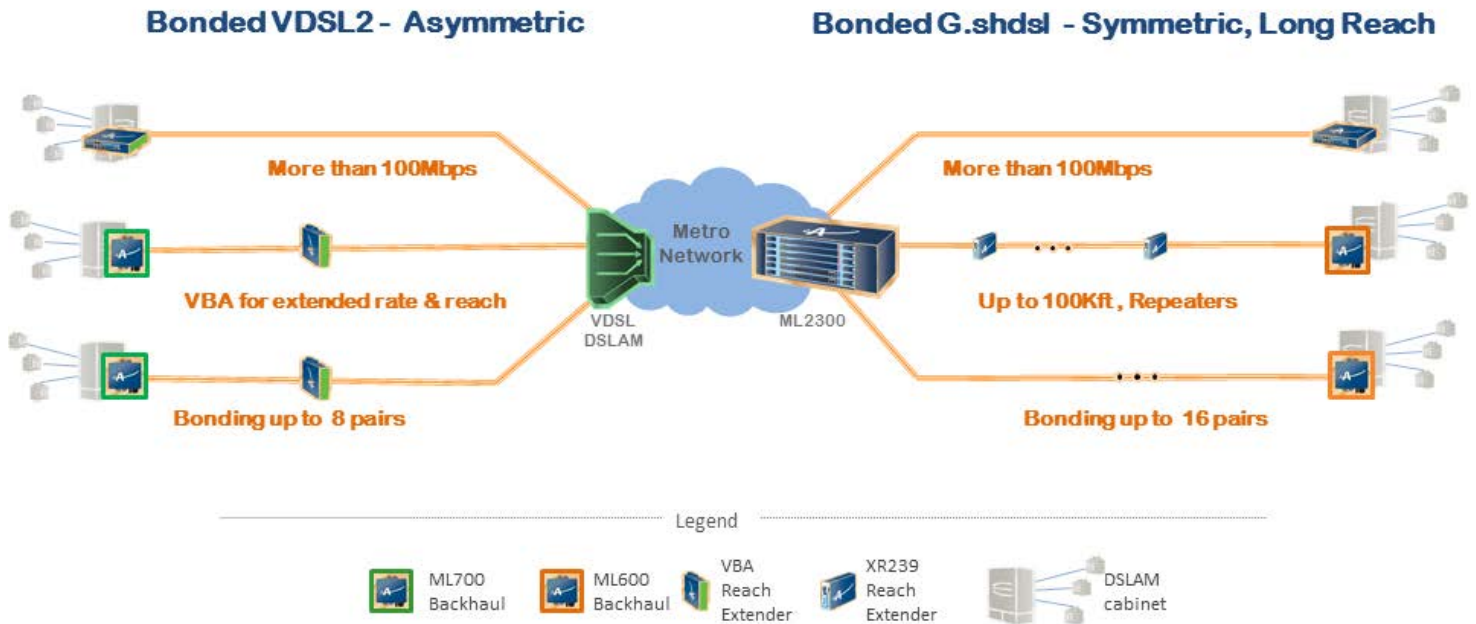 Bonded VDSL2 - Asymmetric
Bonded G.shdsl - Symmetric, Long Reach
More than 100Mbps
More than 100Mbps
Metro
Network
VBA for extended rate & reach
Up to 100Kft , Repeaters
VDSL
DSLAM
ML2300
Bonding up to 8 pairs
Bonding up to 16 pairs
Legend
ML700
Backhaul
ML600
Backhaul
VBA
Reach
Extender
XR239
Reach
Extender
DSLAM
cabinet